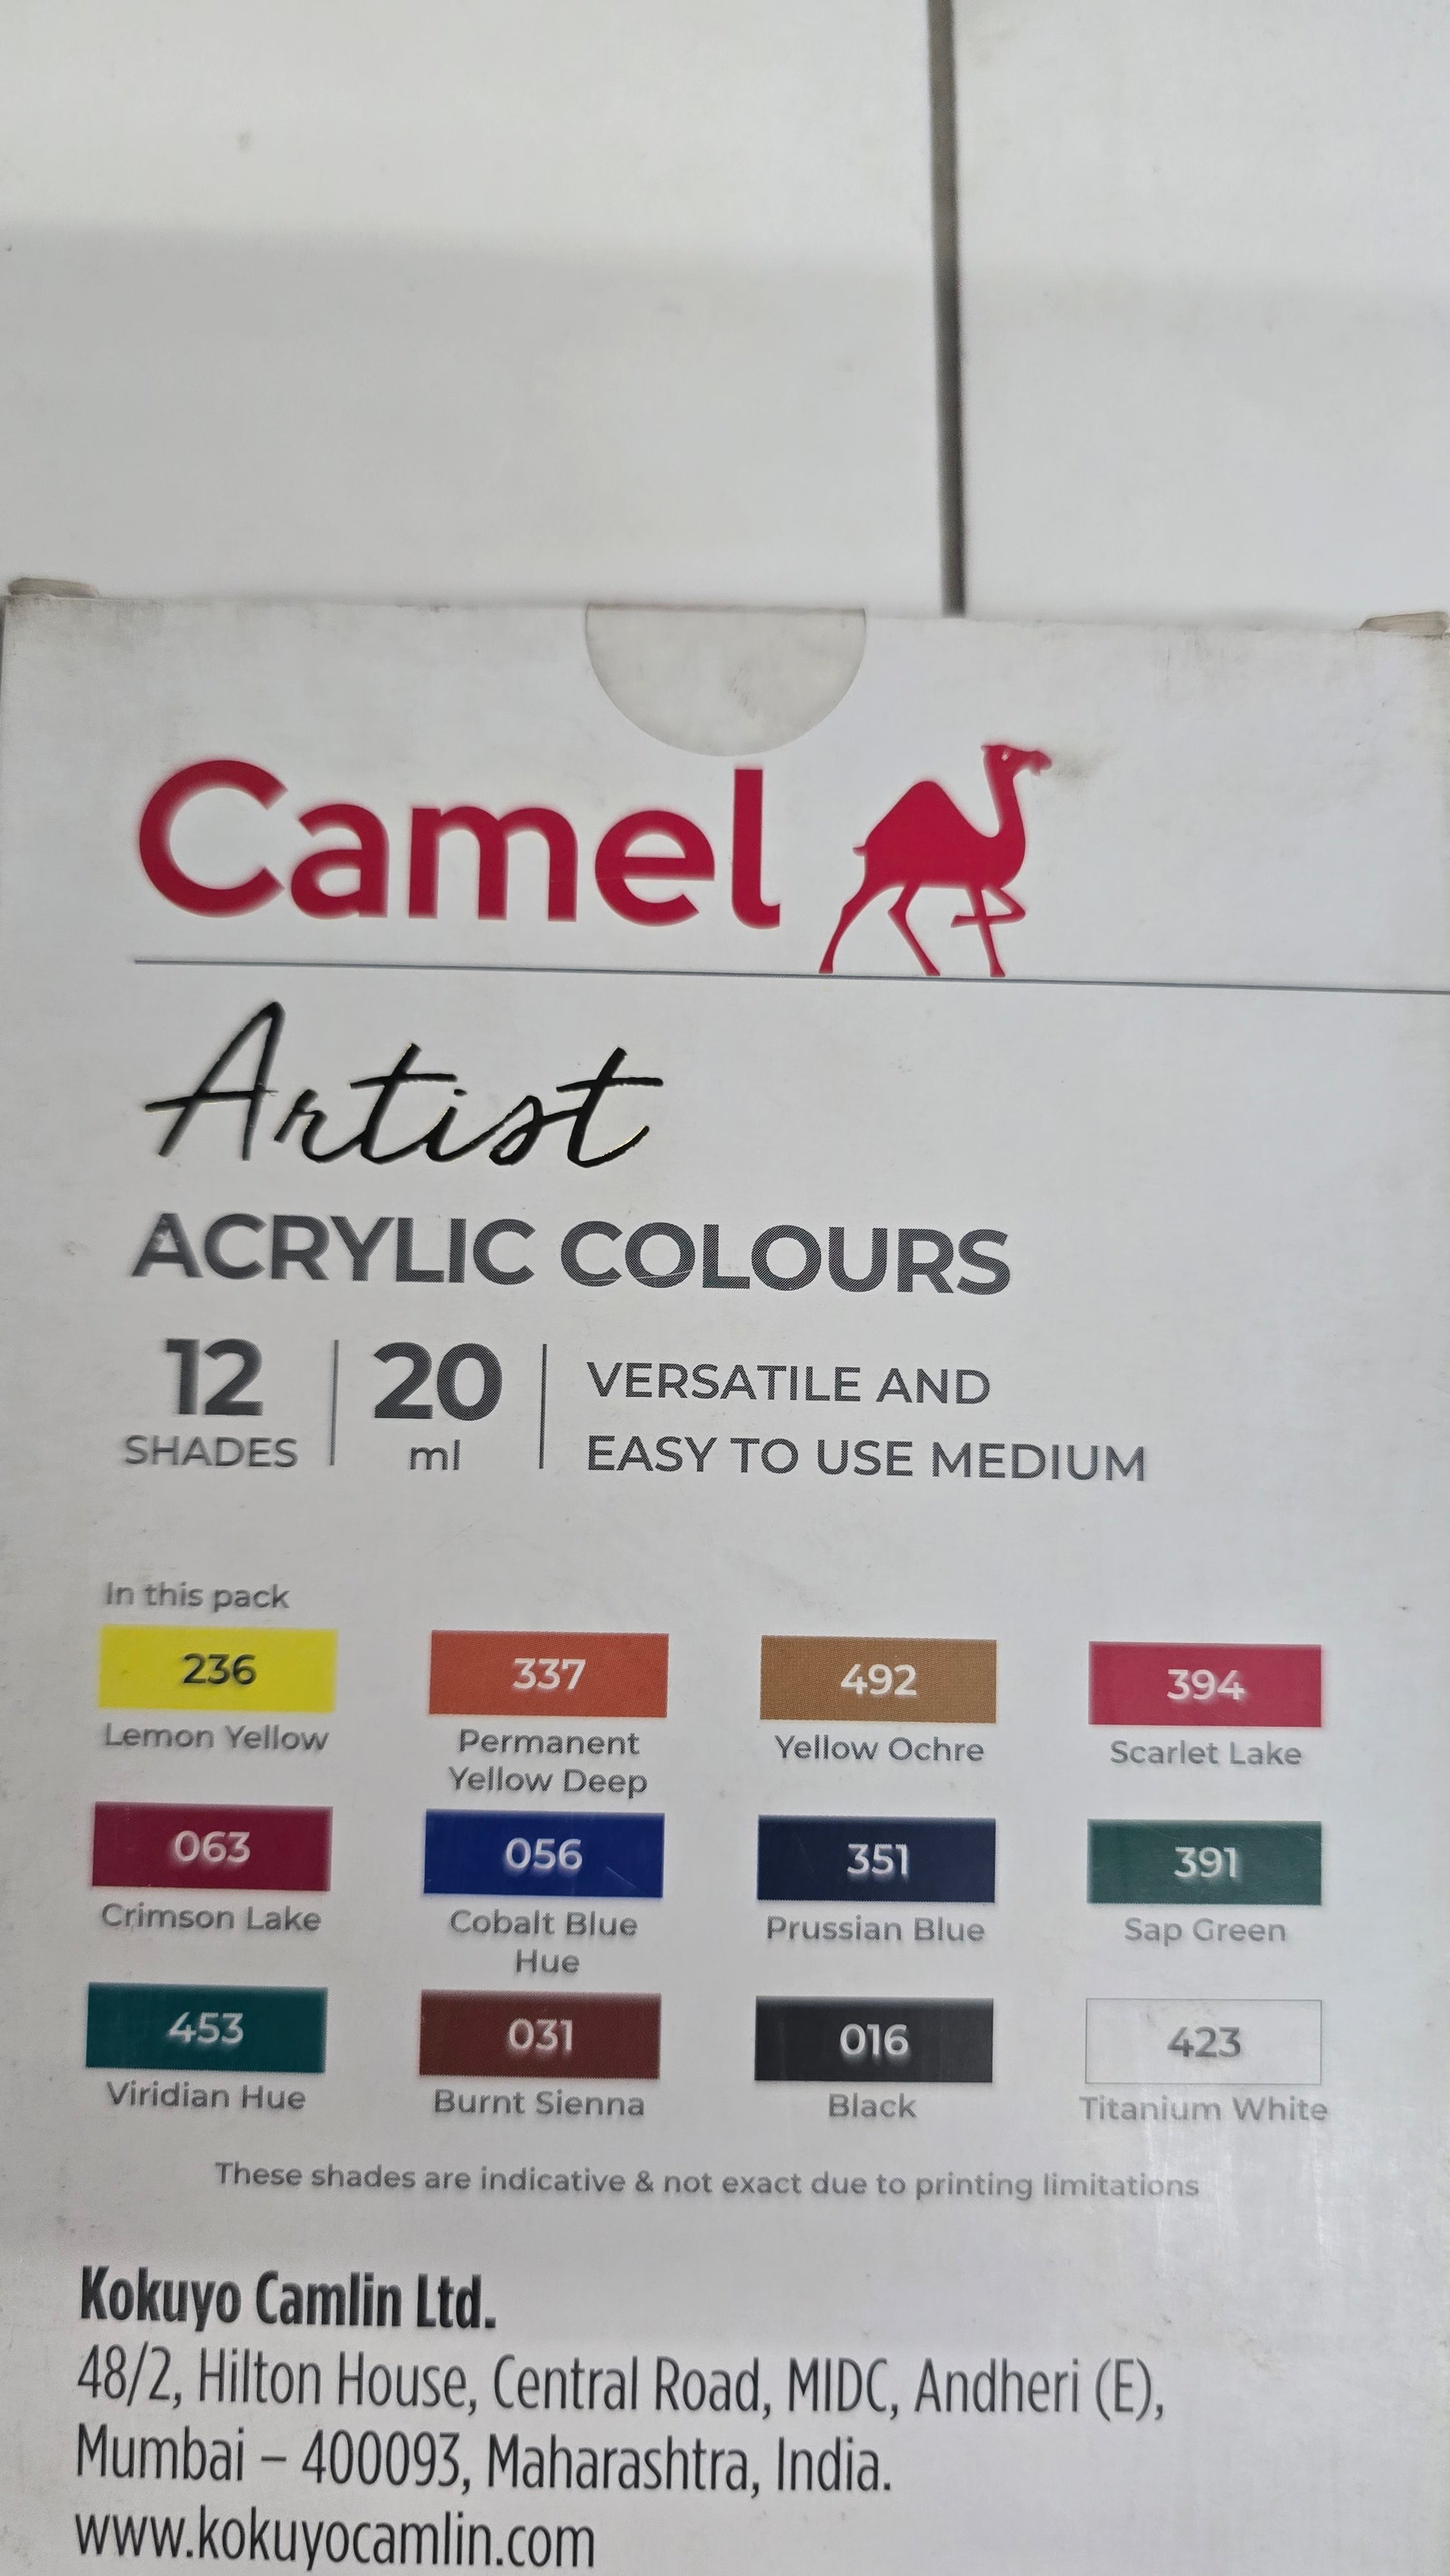 Camel
Artist
ACRYLIC COLOURS
12 SHADES
20 ml
VERSATILE AND
EASY TO USE MEDIUM
In this pack
236
Lemon Yellow
337
Permanent
Yellow Deep
492
Yellow Ochre
394
Scarlet Lake
063
Crimson Lake
056
Cobalt Blue
Hue
351
Prussian Blue
391
Sap Green
453
Viridian Hue
031
Burnt Sienna
016
Black
423
Titanium White
These shades are indicative & not exact due to printing limitations
Kokuyo Camlin Ltd.
48/2, Hilton House, Central Road, MIDC, Andheri (E),
Mumbai – 400093, Maharashtra, India.
www.kokuyocamlin.com